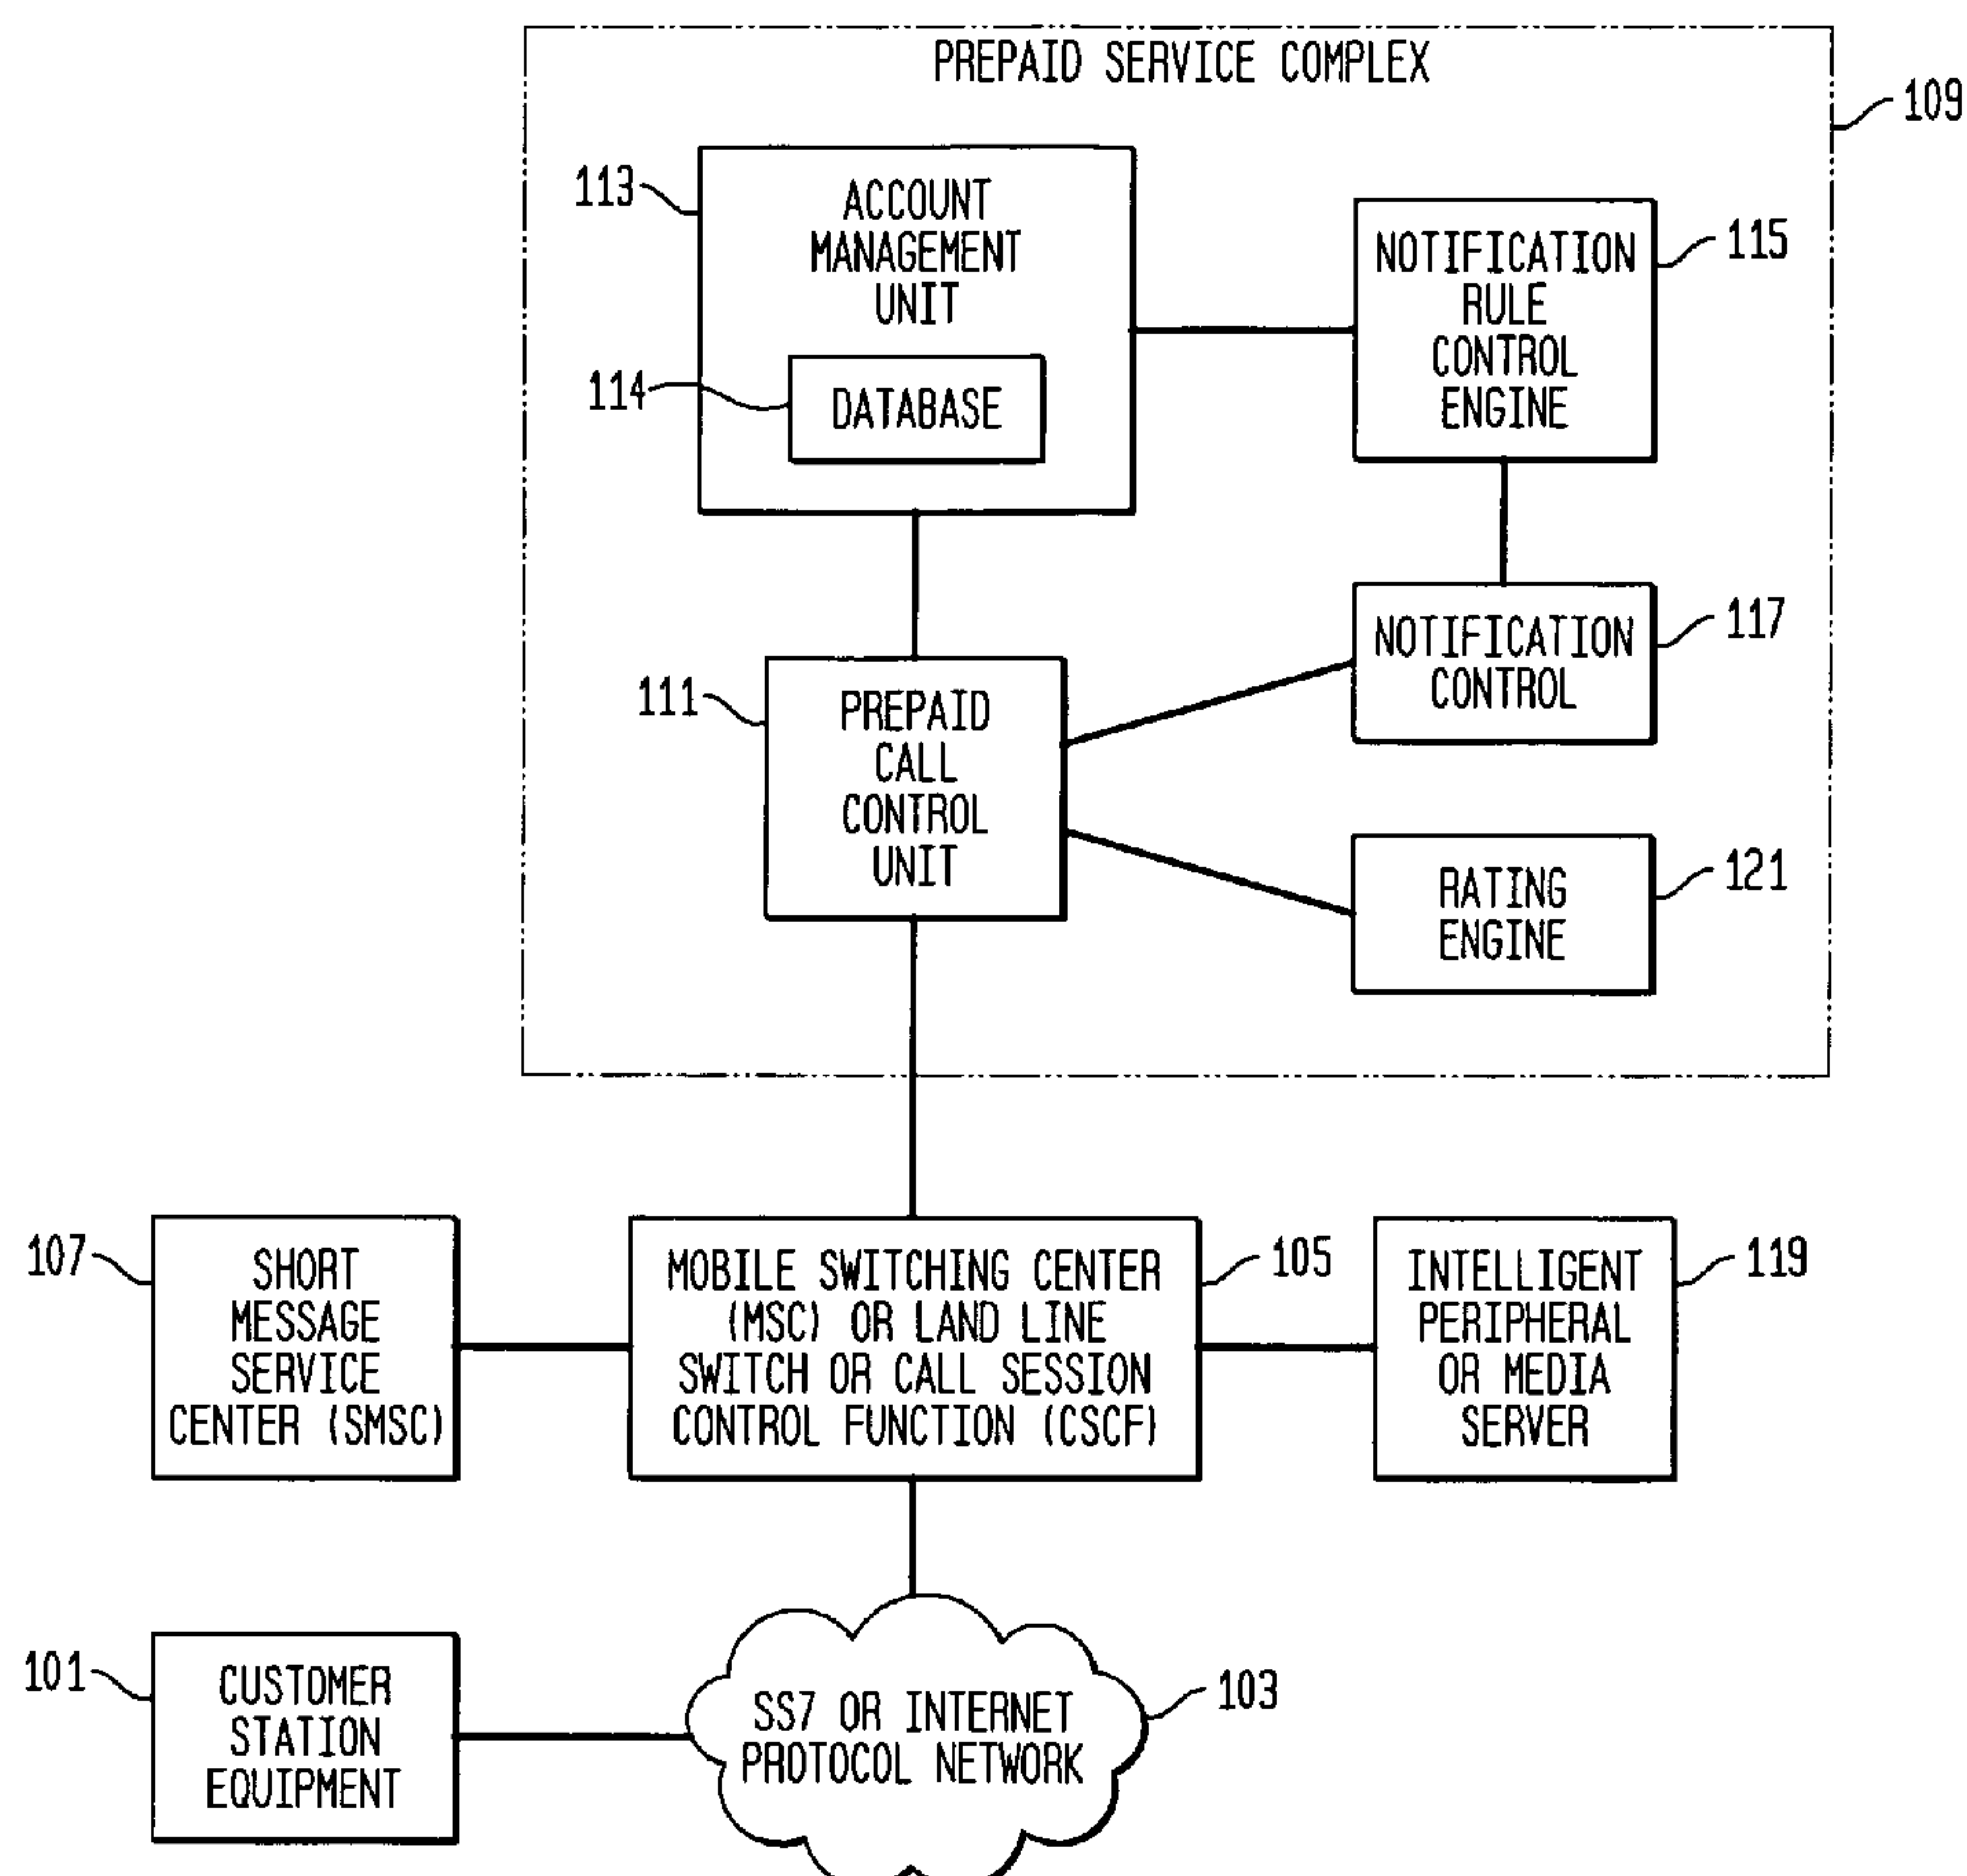 PREPAID SERVICE COMPLEX
109
113
ACCOUNT
MANAGEMENT
UNIT
114
DATABASE
NOTIFICATION
RULE
CONTROL
ENGINE
115
111
PREPAID
CALL
CONTROL
UNIT
NOTIFICATION
CONTROL
117
RATING
ENGINE
121
107
SHORT
MESSAGE
SERVICE
CENTER (SMSC)
MOBILE SWITCHING CENTER
(MSC) OR LAND LINE
SWITCH OR CALL SESSION
CONTROL FUNCTION (CSCF)
105
INTELLIGENT
PERIPHERAL
OR MEDIA
SERVER
119
101
CUSTOMER
STATION
EQUIPMENT
SS7 OR INTERNET
PROTOCOL NETWORK
103